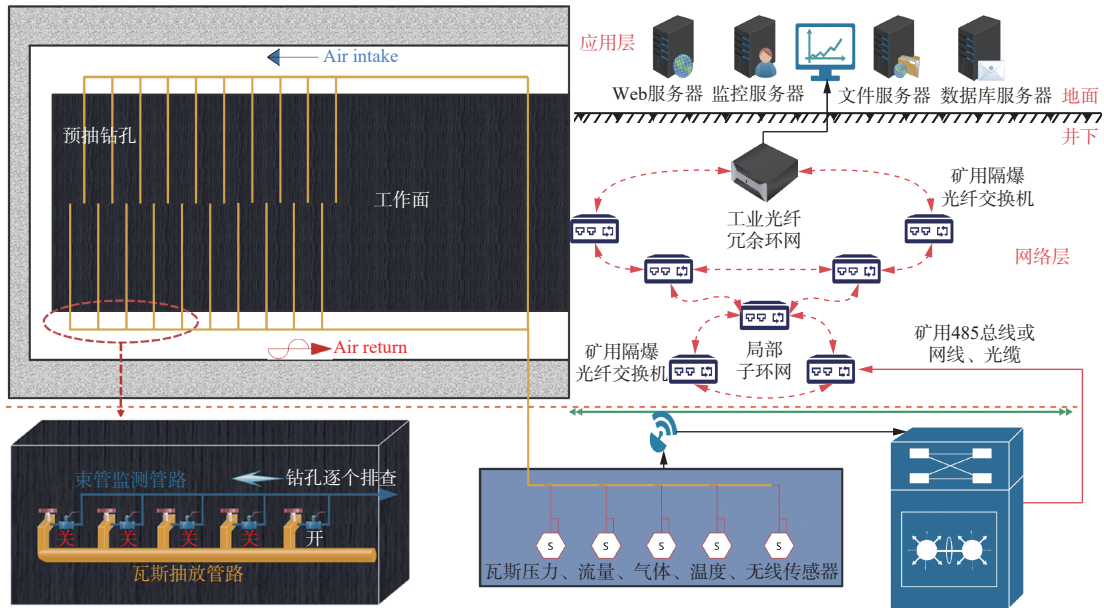 Air intake
预抽钻孔
工作面
Air return
应用层
Web服务器
监控服务器
文件服务器
数据库服务器
地面
井下
工业光纤
冗余环网
矿用隔爆
光纤交换机
网络层
局部
子环网
矿用隔爆
光纤交换机
矿用485总线或
网线、光缆
束管监测管路
钻孔逐个排查
关
关
关
关
开
瓦斯抽放管路
S
S
S
S
S
瓦斯压力、流量、气体、温度、无线传感器